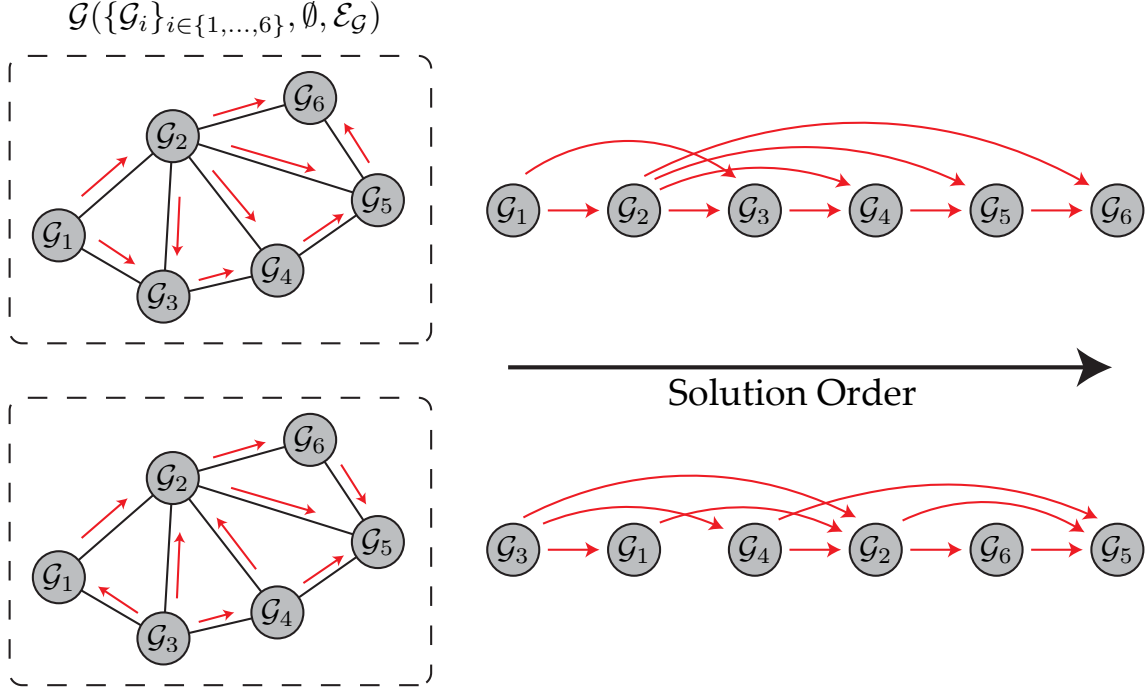 𝒢({𝒢ᵢ}ᵢ∈{1,...,6}, ∅, ℰ_𝒢)
𝒢₆
𝒢₂
𝒢₅
𝒢₁
𝒢₄
𝒢₃
𝒢₁ 𝒢₂ 𝒢₃ 𝒢₄ 𝒢₅ 𝒢₆
Solution Order
𝒢₆
𝒢₂
𝒢₅
𝒢₁
𝒢₄
𝒢₃
𝒢₃ 𝒢₁ 𝒢₄ 𝒢₂ 𝒢₆ 𝒢₅